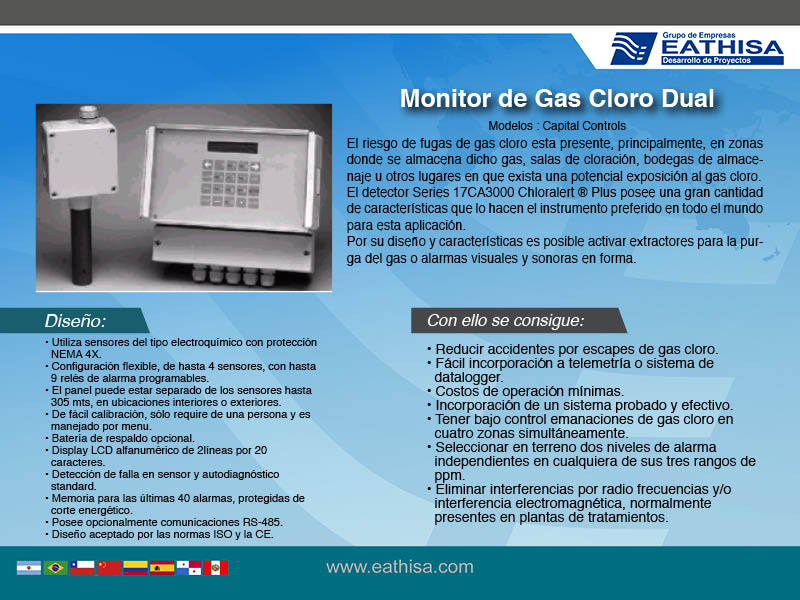 Grupo de Empresas
EATHISA
Desarrollo de Proyectos
Monitor de Gas Cloro Dual
Modelos : Capital Controls
El riesgo de fugas de gas cloro esta presente, principalmente, en zonas
donde se almacena dicho gas, salas de cloración, bodegas de almace-
naje u otros lugares en que exista una potencial exposición al gas cloro.
El detector Series 17CA3000 Chloralert ® Plus posee una gran cantidad
de características que lo hacen el instrumento preferido en todo el mundo
para esta aplicación.
Por su diseño y características es posible activar extractores para la pur-
ga del gas o alarmas visuales y sonoras en forma.
Diseño:
· Utiliza sensores del tipo electroquímico con protección
NEMA 4X.
· Configuración flexible, de hasta 4 sensores, con hasta
9 relés de alarma programables.
· El panel puede estar separado de los sensores hasta
305 mts, en ubicaciones interiores o exteriores.
· De fácil calibración, sólo require de una persona y es
manejado por menu.
· Batería de respaldo opcional.
· Display LCD alfanumérico de 2líneas por 20
caracteres.
· Detección de falla en sensor y autodiagnóstico
standard.
· Memoria para las últimas 40 alarmas, protegidas de
corte energético.
· Posee opcionalmente comunicaciones RS-485.
· Diseño aceptado por las normas ISO y la CE.
Con ello se consigue:
· Reducir accidentes por escapes de gas cloro.
· Fácil incorporación a telemetría o sistema de
datalogger.
· Costos de operación mínimas.
· Incorporación de un sistema probado y efectivo.
· Tener bajo control emanaciones de gas cloro en
cuatro zonas simultáneamente.
· Seleccionar en terreno dos niveles de alarma
independientes en cualquiera de sus tres rangos de
ppm.
· Eliminar interferencias por radio frecuencias y/o
interferencia electromagnética, normalmente
presentes en plantas de tratamientos.
www.eathisa.com